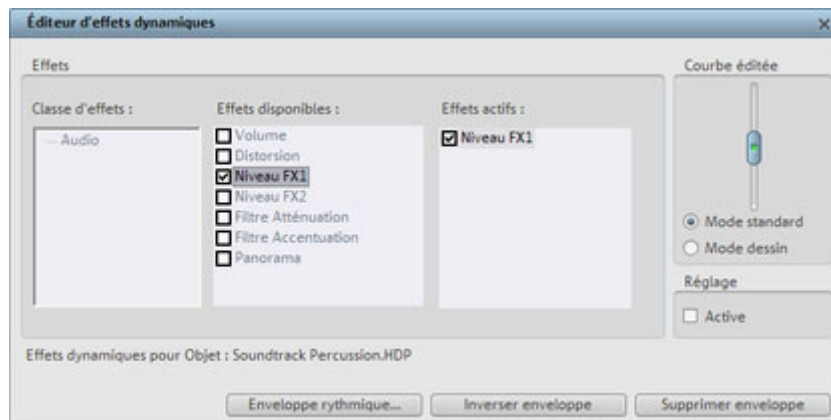 Éditeur d'effets dynamiques
Effets
Classe d'effets :
Audio
Effets disponibles :
Volume
Distorsion
Niveau FX1
Niveau FX2
Filtre Atténuation
Filtre Accentuation
Panorama
Effets actifs :
Niveau FX1
Courbe éditée
Mode standard
Mode dessin
Réglage
Active
Effets dynamiques pour Objet : Soundtrack Percussion.HDP
Enveloppe rythmique...
Inverser enveloppe
Supprimer enveloppe